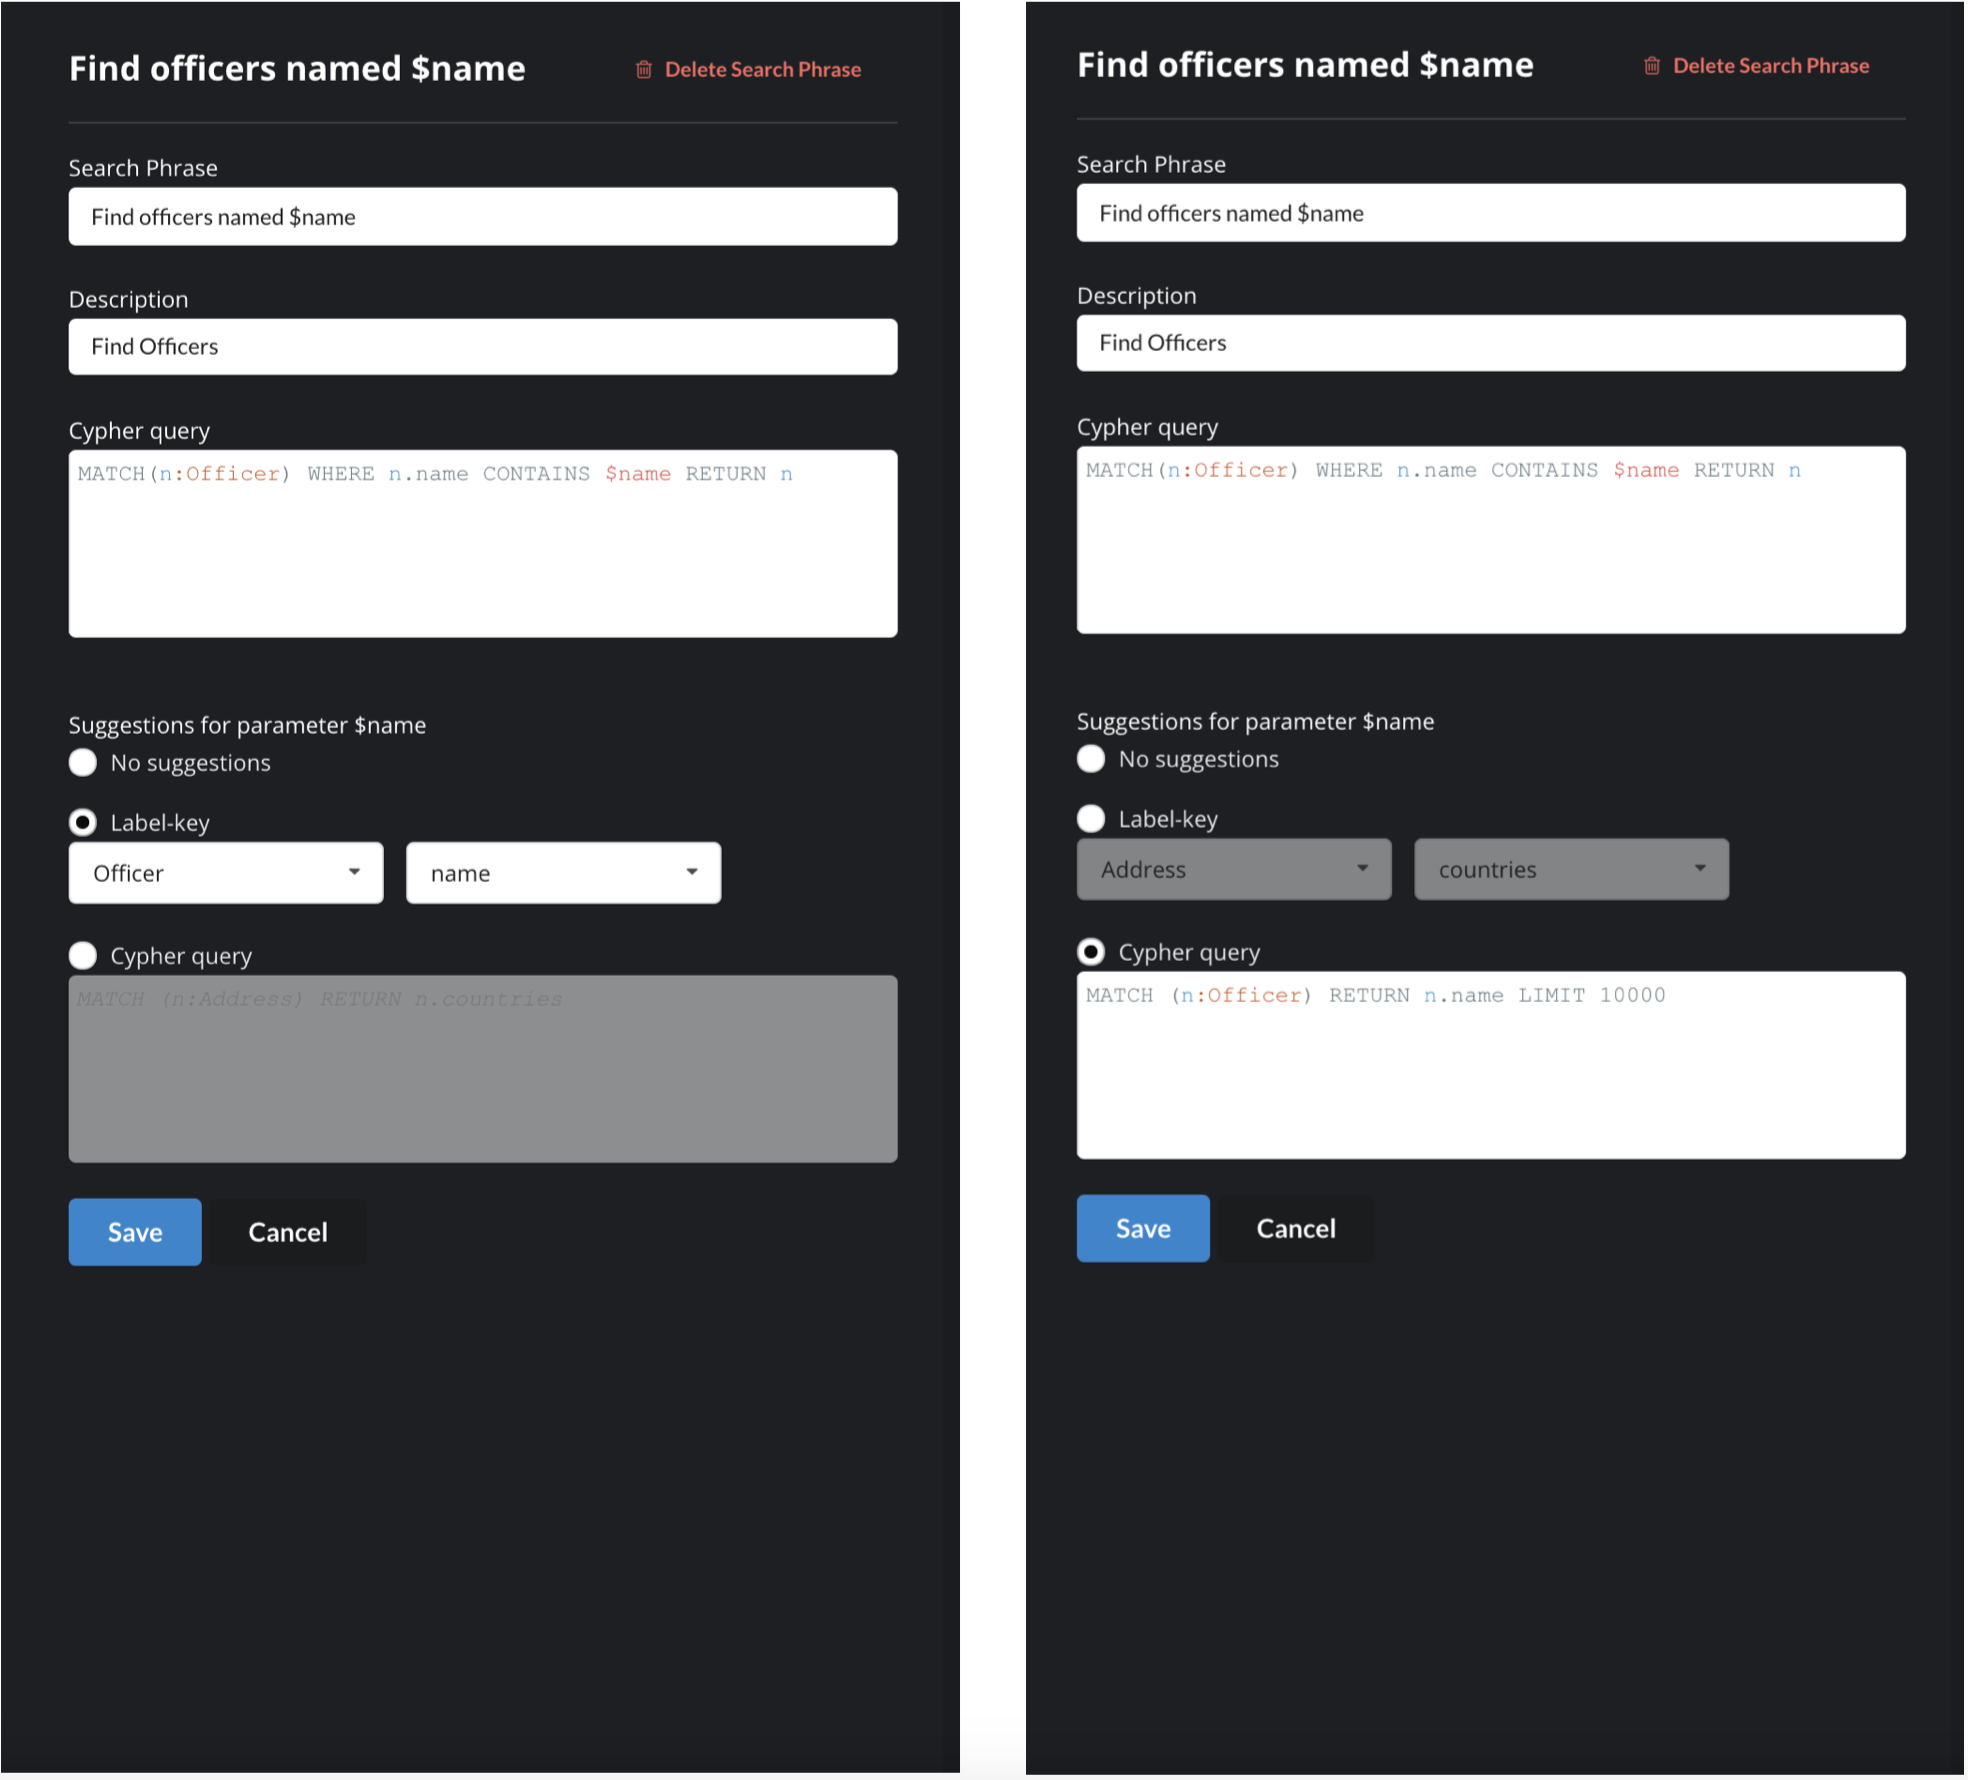 Find officers named $name
Delete Search Phrase
Search Phrase
Find officers named $name
Description
Find Officers
Cypher query
MATCH(n:Officer) WHERE n.name CONTAINS $name RETURN n
Suggestions for parameter $name
No suggestions
Label-key
Officer
name
Cypher query
MATCH (n:Address) RETURN n.countries
Save
Cancel
Find officers named $name
Delete Search Phrase
Search Phrase
Find officers named $name
Description
Find Officers
Cypher query
MATCH(n:Officer) WHERE n.name CONTAINS $name RETURN n
Suggestions for parameter $name
No suggestions
Label-key
Address
countries
Cypher query
MATCH (n:Officer) RETURN n.name LIMIT 10000
Save
Cancel